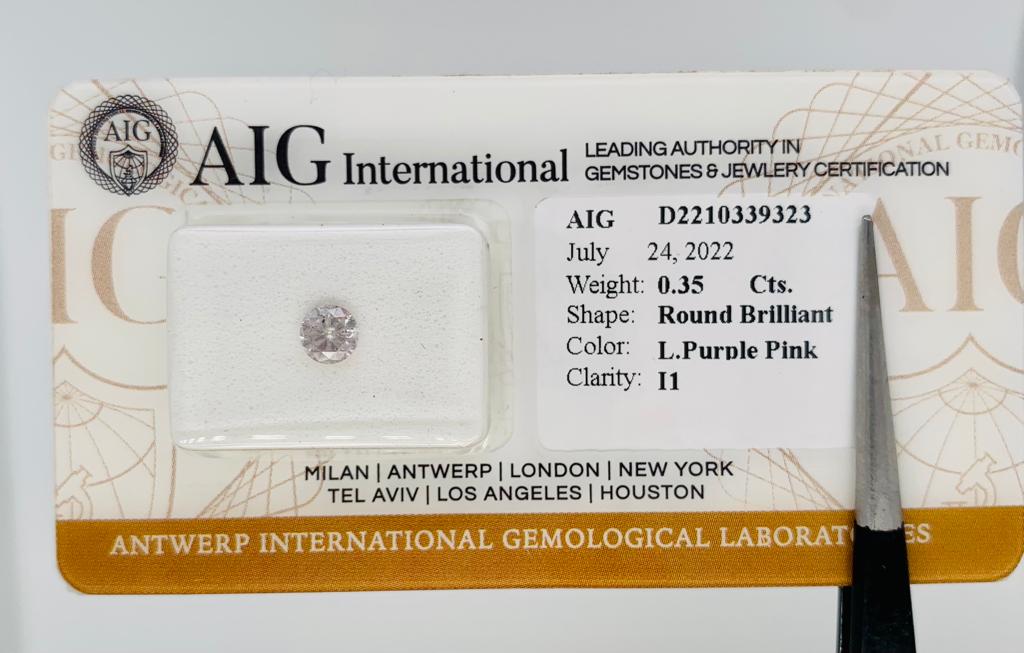 AIG
AIG International
LEADING AUTHORITY IN
GEMSTONES & JEWLERY CERTIFICATION
AIG D2210339323
July 24, 2022
Weight: 0.35 Cts.
Shape: Round Brilliant
Color: L.Purple Pink
Clarity: I1
MILAN | ANTWERP | LONDON | NEW YORK
TEL AVIV | LOS ANGELES | HOUSTON
ANTWERP INTERNATIONAL GEMOLOGICAL